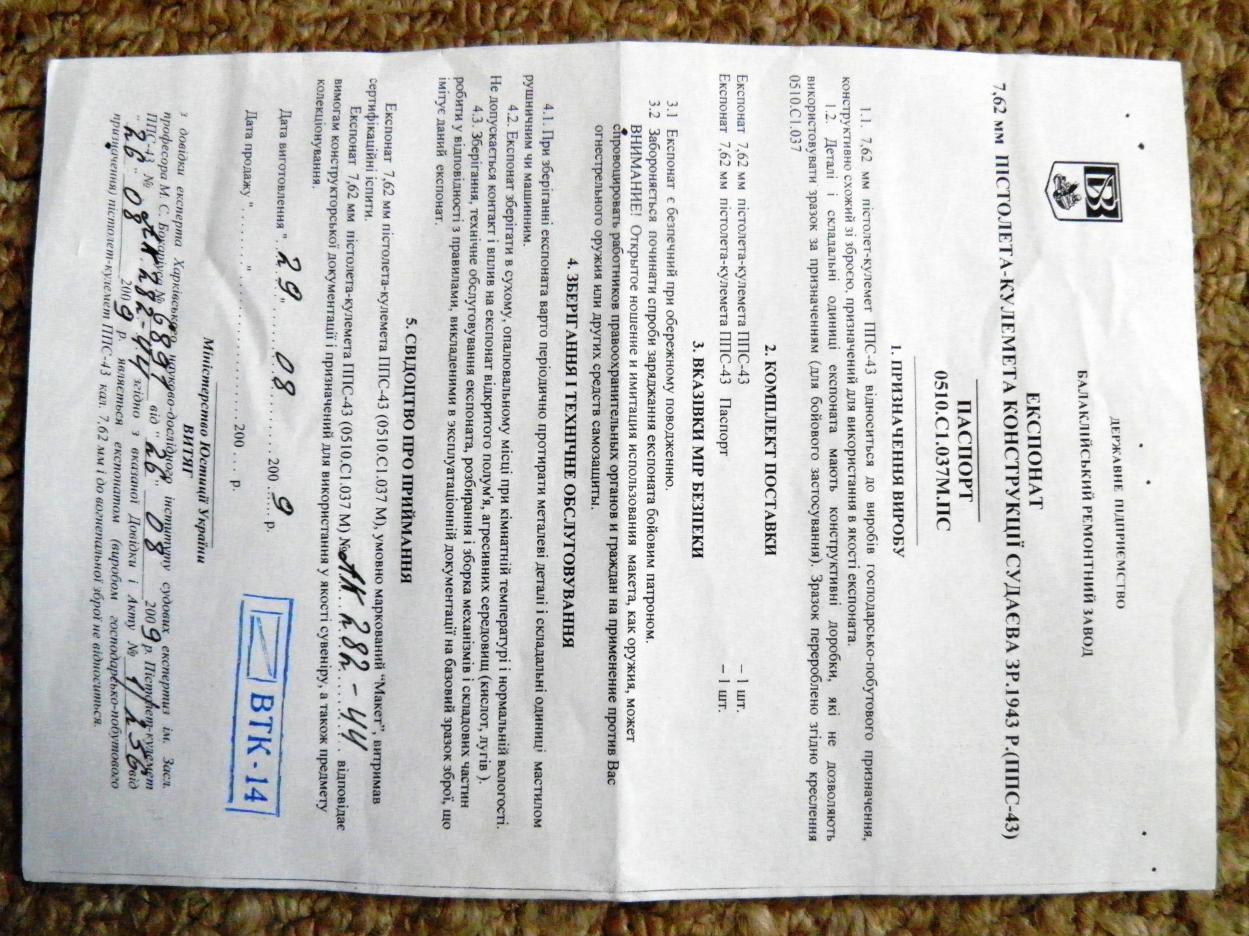 ДЕРЖАВНЕ ПІДПРИЄМСТВО
БАЛАКЛІЙСЬКИЙ РЕМОНТНИЙ ЗАВОД
ЕКСПОНАТ
7,62 мм ПІСТОЛЕТА-КУЛЕМЕТА КОНСТРУКЦІЇ СУДАЄВА ЗР.1943 Р.(ППС-43)
ПАСПОРТ
0510.С1.037М.ПС
1. ПРИЗНАЧЕННЯ ВИРОБУ
1.1. 7,62 мм пістолет-кулемет ППС-43 відноситься до виробів господарсько-побутового призначення,
конструктивно схожий зі зброєю, призначений для використання в якості експоната.
1.2. Деталі і складальні одиниці експоната мають конструктивні доробки, які не дозволяють
використовувати зразок за призначенням (для бойового застосування). Зразок перероблено згідно креслення
0510.С1.037
2. КОМПЛЕКТ ПОСТАВКИ
Експонат 7,62 мм пістолета-кулемета ППС-43 – 1 шт.
Експонат 7,62 мм пістолета-кулемета ППС-43 Паспорт – 1 шт.
3. ВКАЗІВКИ МІР БЕЗПЕКИ
3.1 Експонат є безпечний при обережному поводженню.
3.2 Забороняється починати спроби заряджання експоната бойовим патроном.
ВНИМАНИЕ! Открытое ношение и имитация использования макета, как оружия, может
спровоцировать работников правоохранительных органов и граждан на применение против Вас
огнестрельного оружия или других средств самозащиты.
4. ЗБЕРІГАННЯ І ТЕХНІЧНЕ ОБСЛУГОВУВАННЯ
4.1. При зберіганні експоната варто періодично протирати металеві деталі і складальні одиниці мастилом
рушничним чи машинним.
4.2. Експонат зберігати в сухому, опалювальному місці при кімнатній температурі і нормальній вологості.
Не допускається контакт і вплив на експонат відкритого полум'я, агресивних середовищ (кислот, лугів ).
4.3. Зберігання, технічне обслуговування експоната, розбирання і зборка механізмів і складових частин
робити у відповідності з правилами, викладеними в эксплуатаційній документації на базовий зразок зброї, що
імітує даний експонат.
5. СВІДОЦТВО ПРО ПРИЙМАННЯ
Експонат 7,62 мм пістолета-кулемета ППС-43 (0510.С1.037 М), умовно маркований “Макет”, витримав
сертифікаційні іспити.
Експонат 7,62 мм пістолета-кулемета ППС-43 (0510.С1.037 М) № АК 282-44 відповідає
вимогам конструкторської документації і призначений для використання у якості сувеніру, а також предмету
колекціонування.
Дата виготовлення “ 29 ” 08 2009 р.
ВТК-14
Дата продажу “ ” 200 р.
Міністерство Юстиції України
ВИТЯГ
з довідки експерта Харківського науково-дослідного інституту судових експертиз ім. Засл.
професора М. С. Бокаріуса № від “ 26 ” 08 2009 р. Пістолет-кулемет
ППС-43 № АК 282-44 згідно з вказаної Довідки і Акту № від
“ 26 ” 08 2009 р. являється експонатом (виробом господарсько-побутового
призначення) пістолет-кулемет ППС-43 кал. 7,62 мм і до вогнепальної зброї не відноситься.